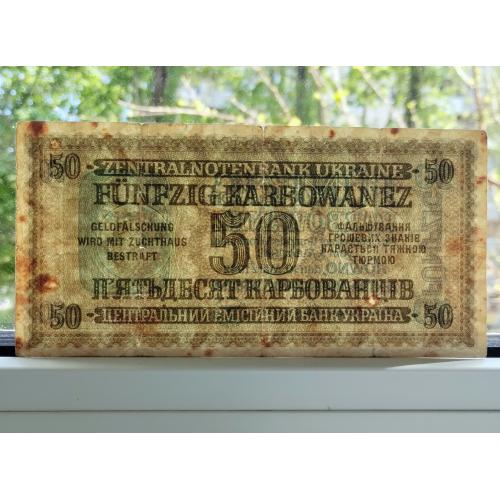 50 ZENTRALNOTENBANK UKRAINE 50
FÜNFZIG KARBOWANEZ
GELDFÄLSCHUNG
WIRD MIT ZUCHTHAUS
BESTRAFT
50
ФАЛЬШУВАННЯ
ГРОШЕВИХ ЗНАКІВ
КАРАЄТЬСЯ ТЯЖКОЮ
ТЮРМОЮ
П'ЯТЬДЕСЯТ КАРБОВАНЦІВ
50 ЦЕНТРАЛЬНИЙ ЕМІСІЙНИЙ БАНК УКРАЇНА 50